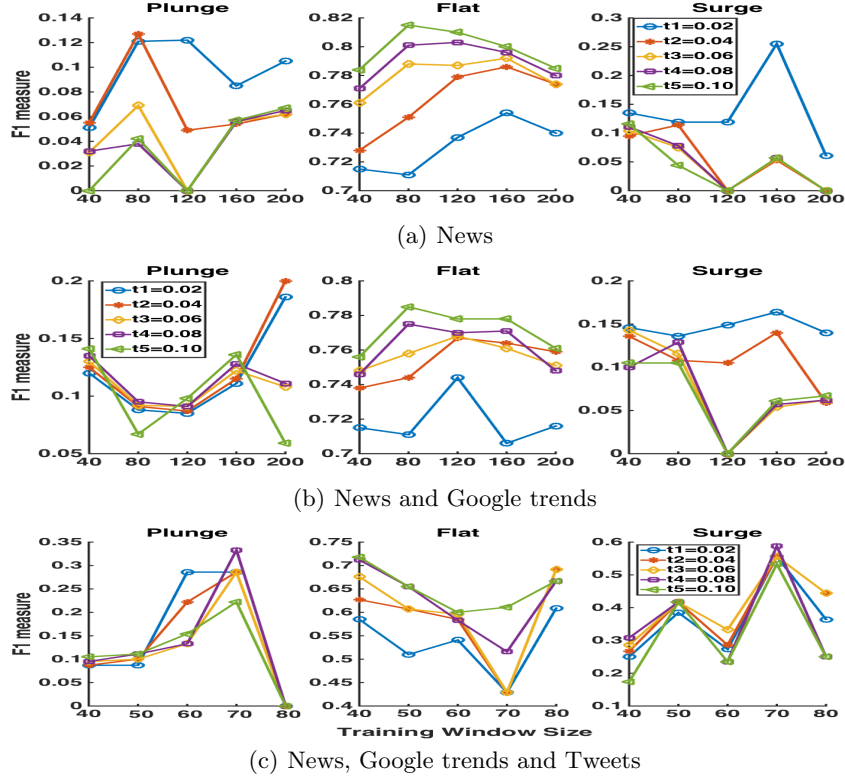 Plunge Flat Surge
0.14 0.82 0.3
0.12 0.8 0.25
0.1 0.78 0.2
0.08 0.76 0.15
0.06 0.74 0.1
0.04 0.72 0.05
0.02 0.7 0
0
F1 measure
t1=0.02
t2=0.04
t3=0.06
t4=0.08
t5=0.10
40 80 120 160 200 40 80 120 160 200 40 80 120 160 200
(a) News
Plunge Flat Surge
0.2 0.8 0.2
0.15 0.78 0.15
0.1 0.76 0.1
0.05 0.74 0.05
0.72 0
0.7
F1 measure
t1=0.02
t2=0.04
t3=0.06
t4=0.08
t5=0.10
40 80 120 160 200 40 80 120 160 200 40 80 120 160 200
(b) News and Google trends
Plunge Flat Surge
0.35 0.75 0.6
0.3 0.7 0.5
0.25 0.65 0.4
0.2 0.6 0.3
0.15 0.55 0.2
0.1 0.5 0.1
0.05 0.45
0 0.4
F1 measure
t1=0.02
t2=0.04
t3=0.06
t4=0.08
t5=0.10
40 50 60 70 80 40 50 60 70 80 40 50 60 70 80
Training Window Size
(c) News, Google trends and Tweets